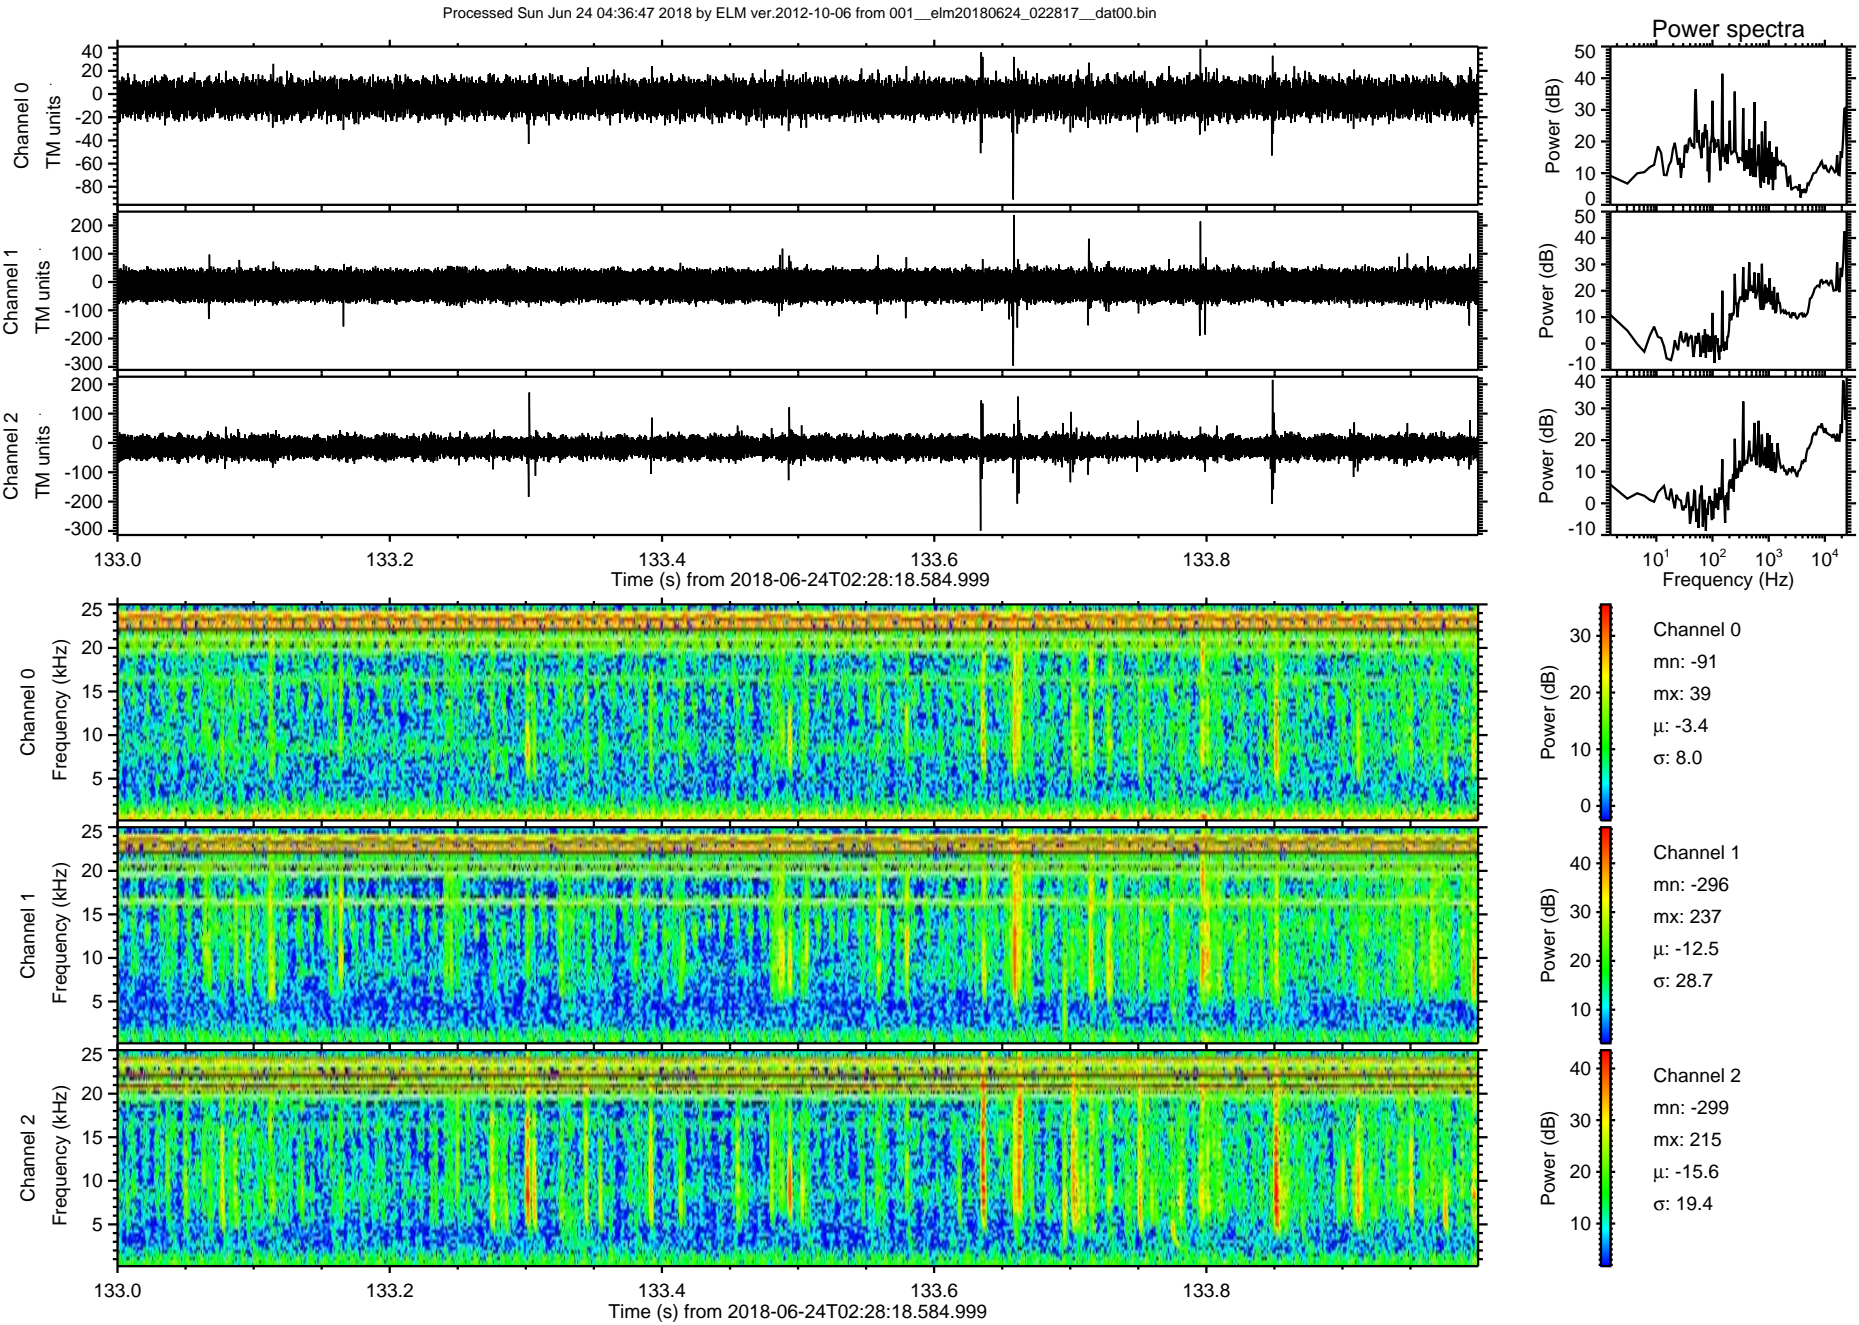 Processed Sun Jun 24 04:36:47 2018 by ELM ver.2012-10-06 from 001__elm20180624_022817__dat00.bin
Power spectra
Channel 0
TM units
40
20
0
-20
-40
-60
-80
Power (dB)
50
40
30
20
10
0
Channel 1
TM units
200
100
0
-100
-200
-300
Power (dB)
50
40
30
20
10
0
-10
Channel 2
TM units
200
100
0
-100
-200
-300
Power (dB)
40
30
20
10
0
-10
133.0 133.2 133.4 133.6 133.8
Time (s) from 2018-06-24T02:28:18.584.999
10^1 10^2 10^3 10^4
Frequency (Hz)
Channel 0
Frequency (kHz)
25
20
15
10
5
Power (dB)
30
20
10
0
Channel 0
mn: -91
mx: 39
μ: -3.4
σ: 8.0
Channel 1
Frequency (kHz)
25
20
15
10
5
Power (dB)
40
30
20
10
Channel 1
mn: -296
mx: 237
μ: -12.5
σ: 28.7
Channel 2
Frequency (kHz)
25
20
15
10
5
Power (dB)
40
30
20
10
Channel 2
mn: -299
mx: 215
μ: -15.6
σ: 19.4
133.0 133.2 133.4 133.6 133.8
Time (s) from 2018-06-24T02:28:18.584.999